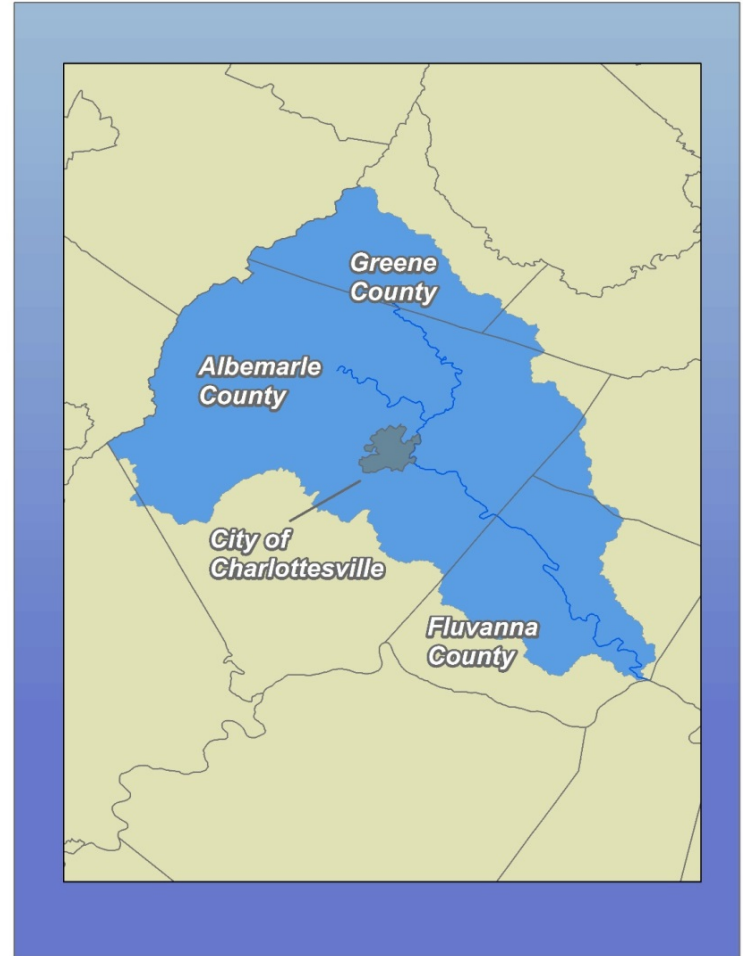 Greene
County
Albemarle
County
City of
Charlottesville
Fluvanna
County